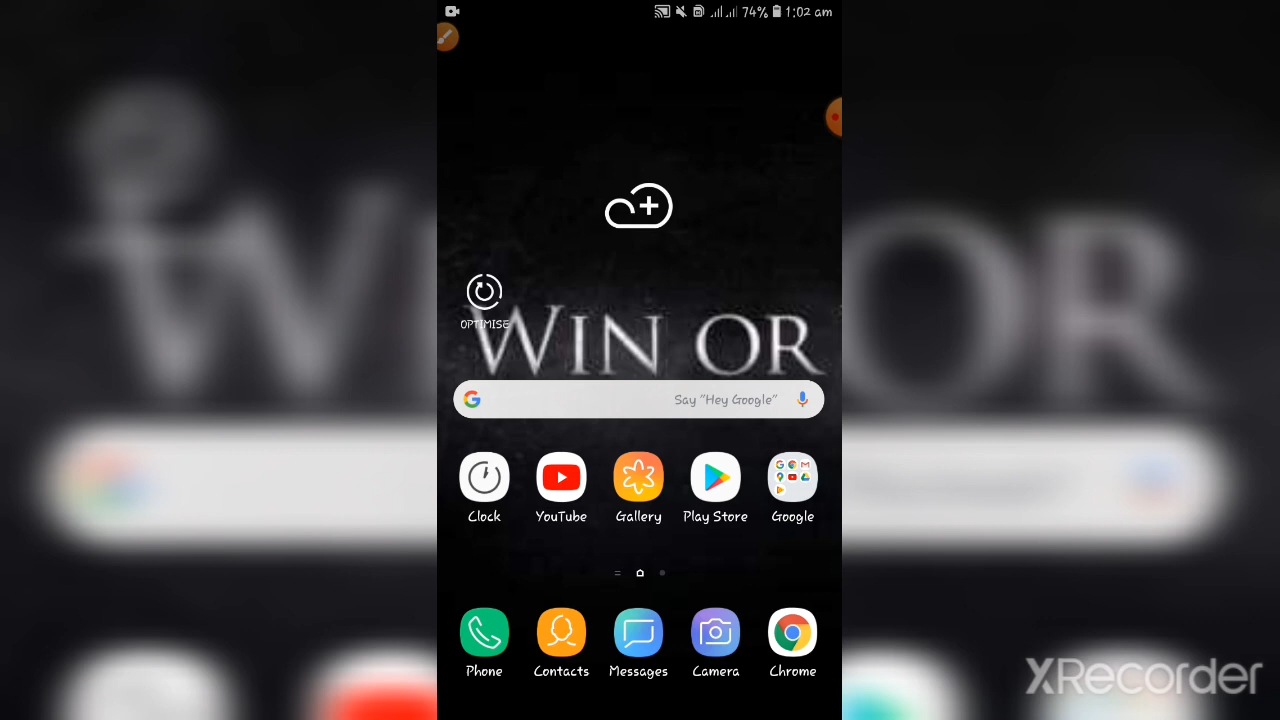 74% 1:02 am
OPTIMISE
WIN OR
Say "Hey Google"
Clock YouTube Gallery Play Store Google
Phone Contacts Messages Camera Chrome
XRecorder